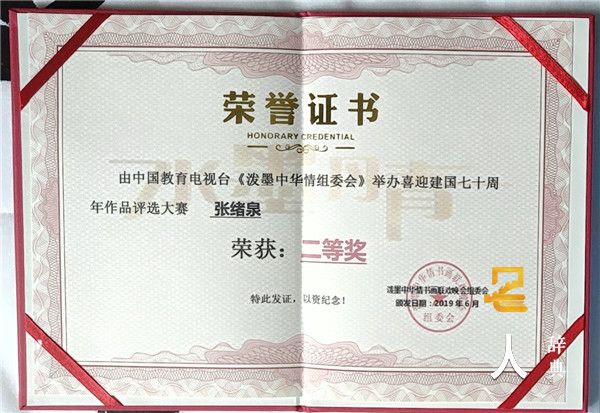 荣誉证书
HONORARY CREDENTIAL
由中国教育电视台《泼墨中华情组委会》举办喜迎建国七十周
年作品评选大赛 张绪泉
荣获：二等奖
特此发证，以资纪念！
泼墨中华情书画联欢晚会组委会
颁发日期：2019年6月
组委会
人
辞典